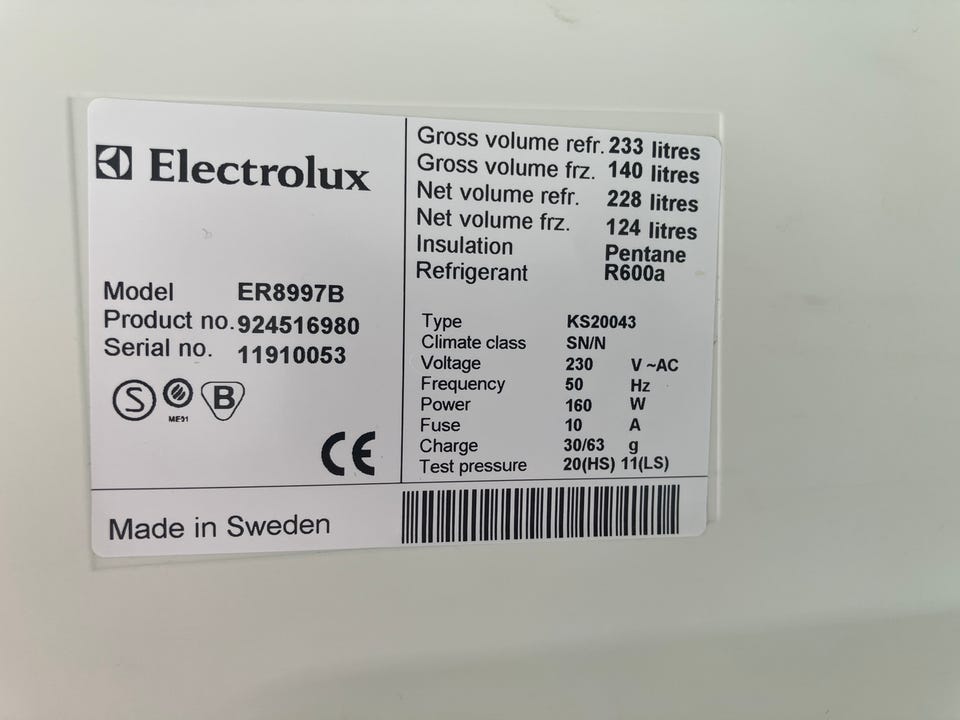 Electrolux
Model ER8997B
Product no. 924516980
Serial no. 11910053
S
B
CE
Made in Sweden
Gross volume refr. 233 litres
Gross volume frz. 140 litres
Net volume refr. 228 litres
Net volume frz. 124 litres
Insulation Pentane
Refrigerant R600a
Type KS20043
Climate class SN/N
Voltage 230 V ~AC
Frequency 50 Hz
Power 160 W
Fuse 10 A
Charge 30/63 g
Test pressure 20(HS) 11(LS)